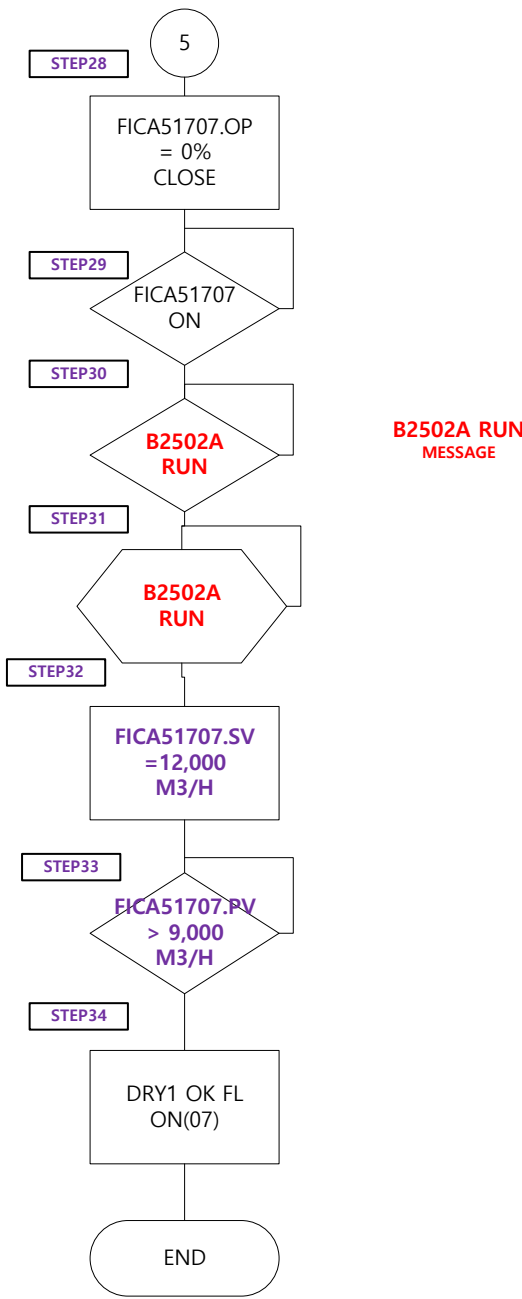 5
STEP28
FICA51707.OP
= 0%
CLOSE
STEP29
FICA51707
ON
STEP30
B2502A
RUN
B2502A RUN
MESSAGE
STEP31
B2502A
RUN
STEP32
FICA51707.SV
=12,000
M3/H
STEP33
FICA51707.PV
> 9,000
M3/H
STEP34
DRY1 OK FL
ON(07)
END